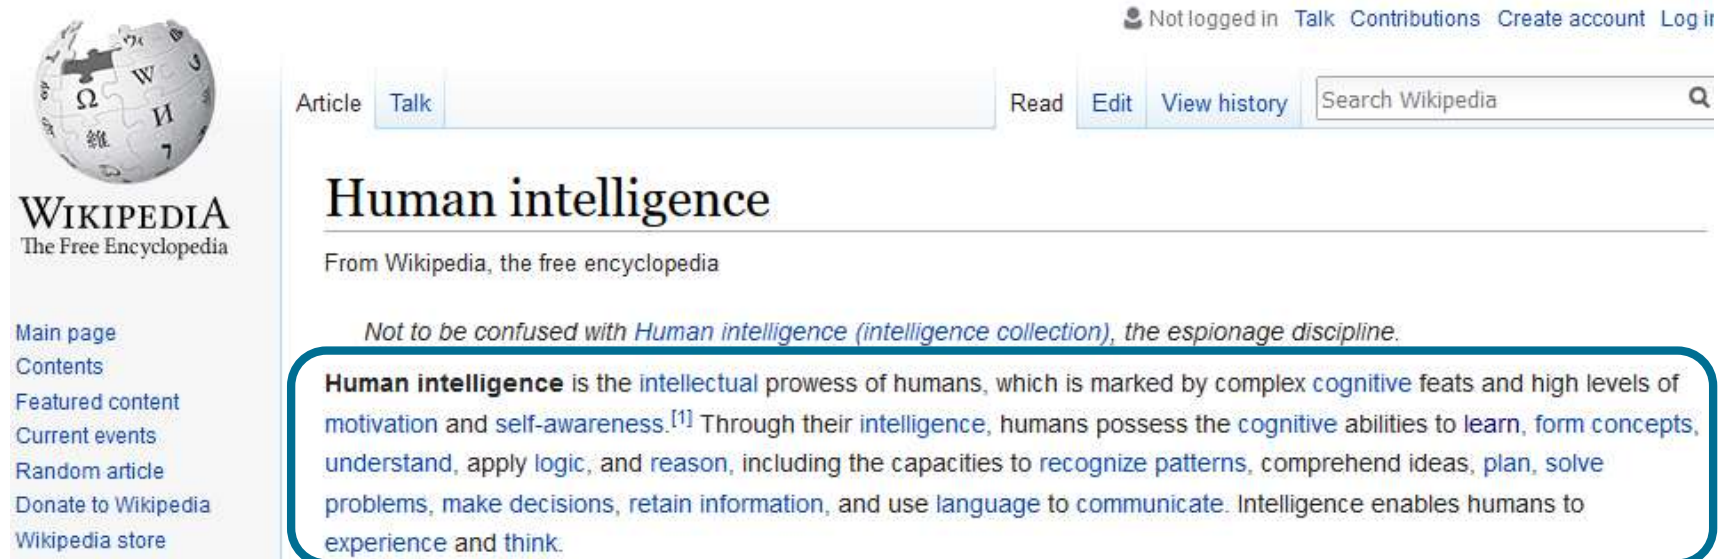 Not logged in Talk Contributions Create account Log in
Article Talk Read Edit View history Search Wikipedia
WIKIPEDIA
The Free Encyclopedia
Human intelligence
From Wikipedia, the free encyclopedia
Not to be confused with Human intelligence (intelligence collection), the espionage discipline.
Human intelligence is the intellectual prowess of humans, which is marked by complex cognitive feats and high levels of
motivation and self-awareness.[1] Through their intelligence, humans possess the cognitive abilities to learn, form concepts,
understand, apply logic, and reason, including the capacities to recognize patterns, comprehend ideas, plan, solve
problems, make decisions, retain information, and use language to communicate. Intelligence enables humans to
experience and think.
Main page
Contents
Featured content
Current events
Random article
Donate to Wikipedia
Wikipedia store